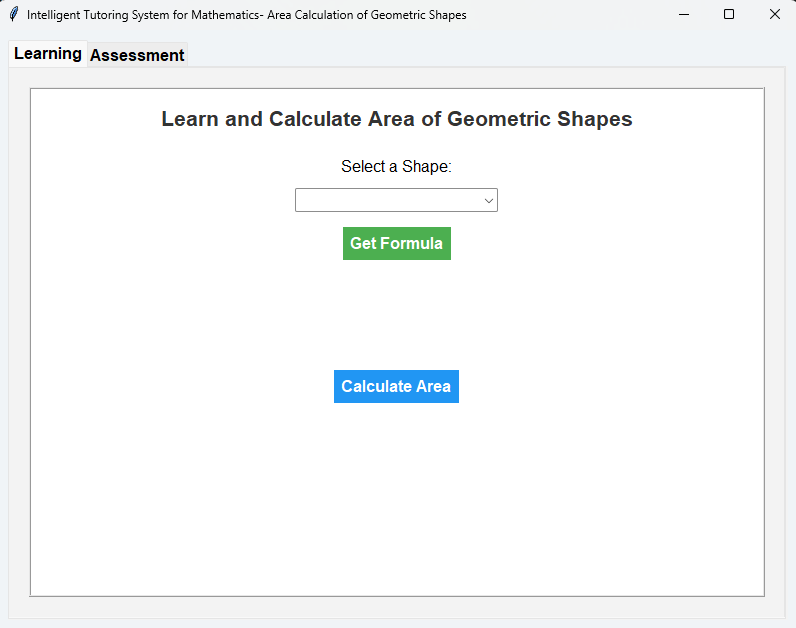 Intelligent Tutoring System for Mathematics- Area Calculation of Geometric Shapes
Learning Assessment
Learn and Calculate Area of Geometric Shapes
Select a Shape:
Get Formula
Calculate Area